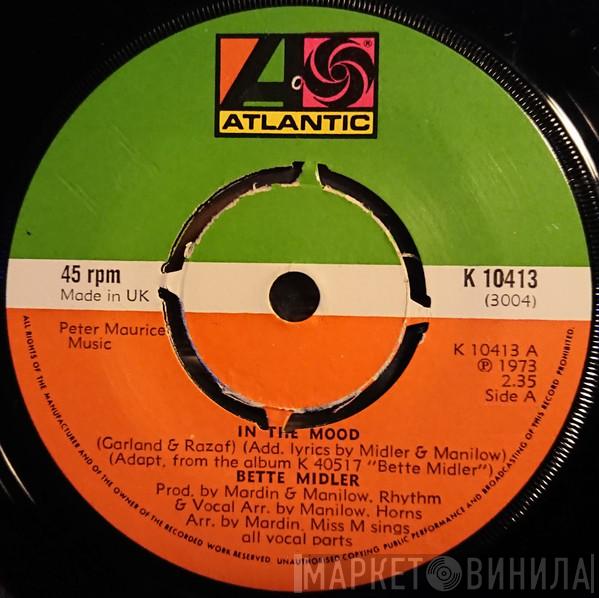 ATLANTIC
®
45 rpm
Made in UK
K 10413
(3004)
Peter Maurice
Music
K 10413 A
℗ 1973
2.35
Side A
IN THE MOOD
(Garland & Razaf) (Add. lyrics by Midler & Manilow)
(Adapt, from the album K 40517 "Bette Midler")
BETTE MIDLER
Prod. by Mardin & Manilow. Rhythm
& Vocal Arr. by Manilow. Horns
Arr. by Mardin. Miss M sings
all vocal parts
ALL RIGHTS OF THE MANUFACTURER AND OF THE OWNER OF THE RECORDED WORK RESERVED. UNAUTHORISED COPYING PUBLIC PERFORMANCE AND BROADCASTING OF THIS RECORD PROHIBITED.
МАРКЕТ ВИНИЛА